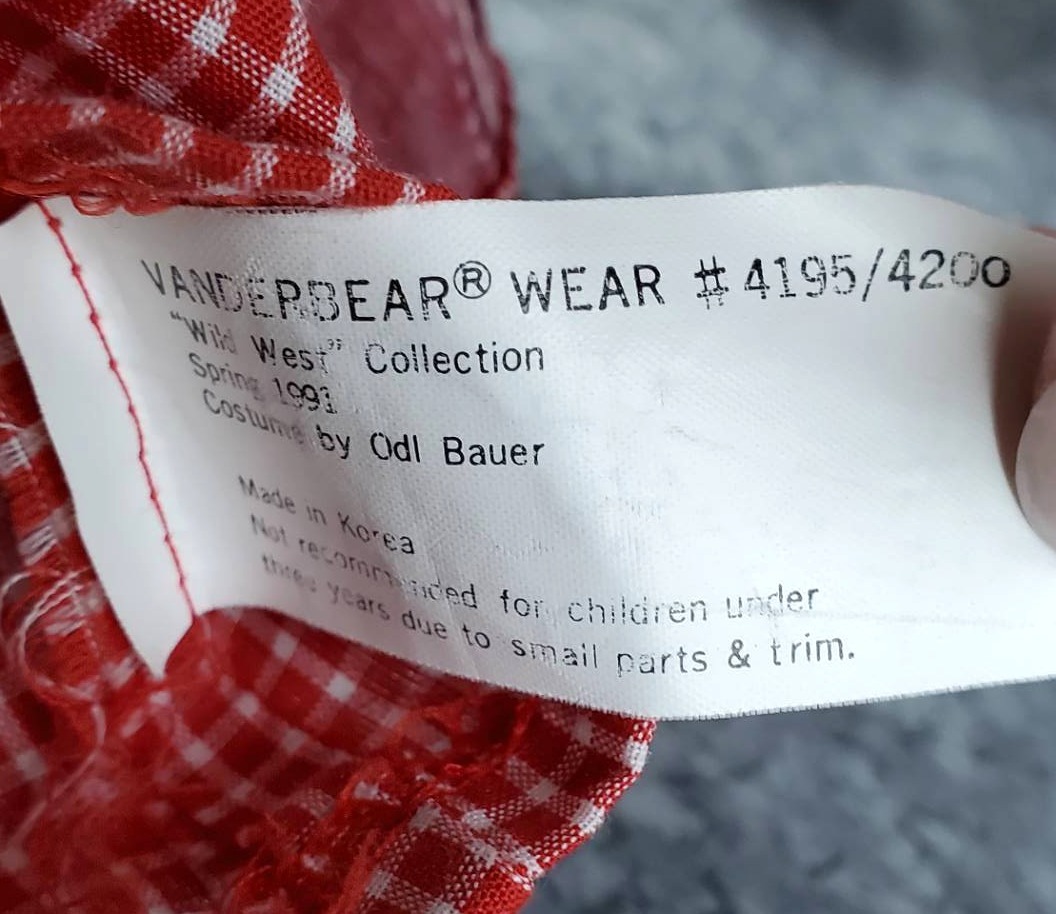 VANDERBEAR® WEAR #4195/4200
"Wild West" Collection
Spring 1991
Costume by Odl Bauer
Made in Korea
Not recommended for children under
three years due to small parts & trim.